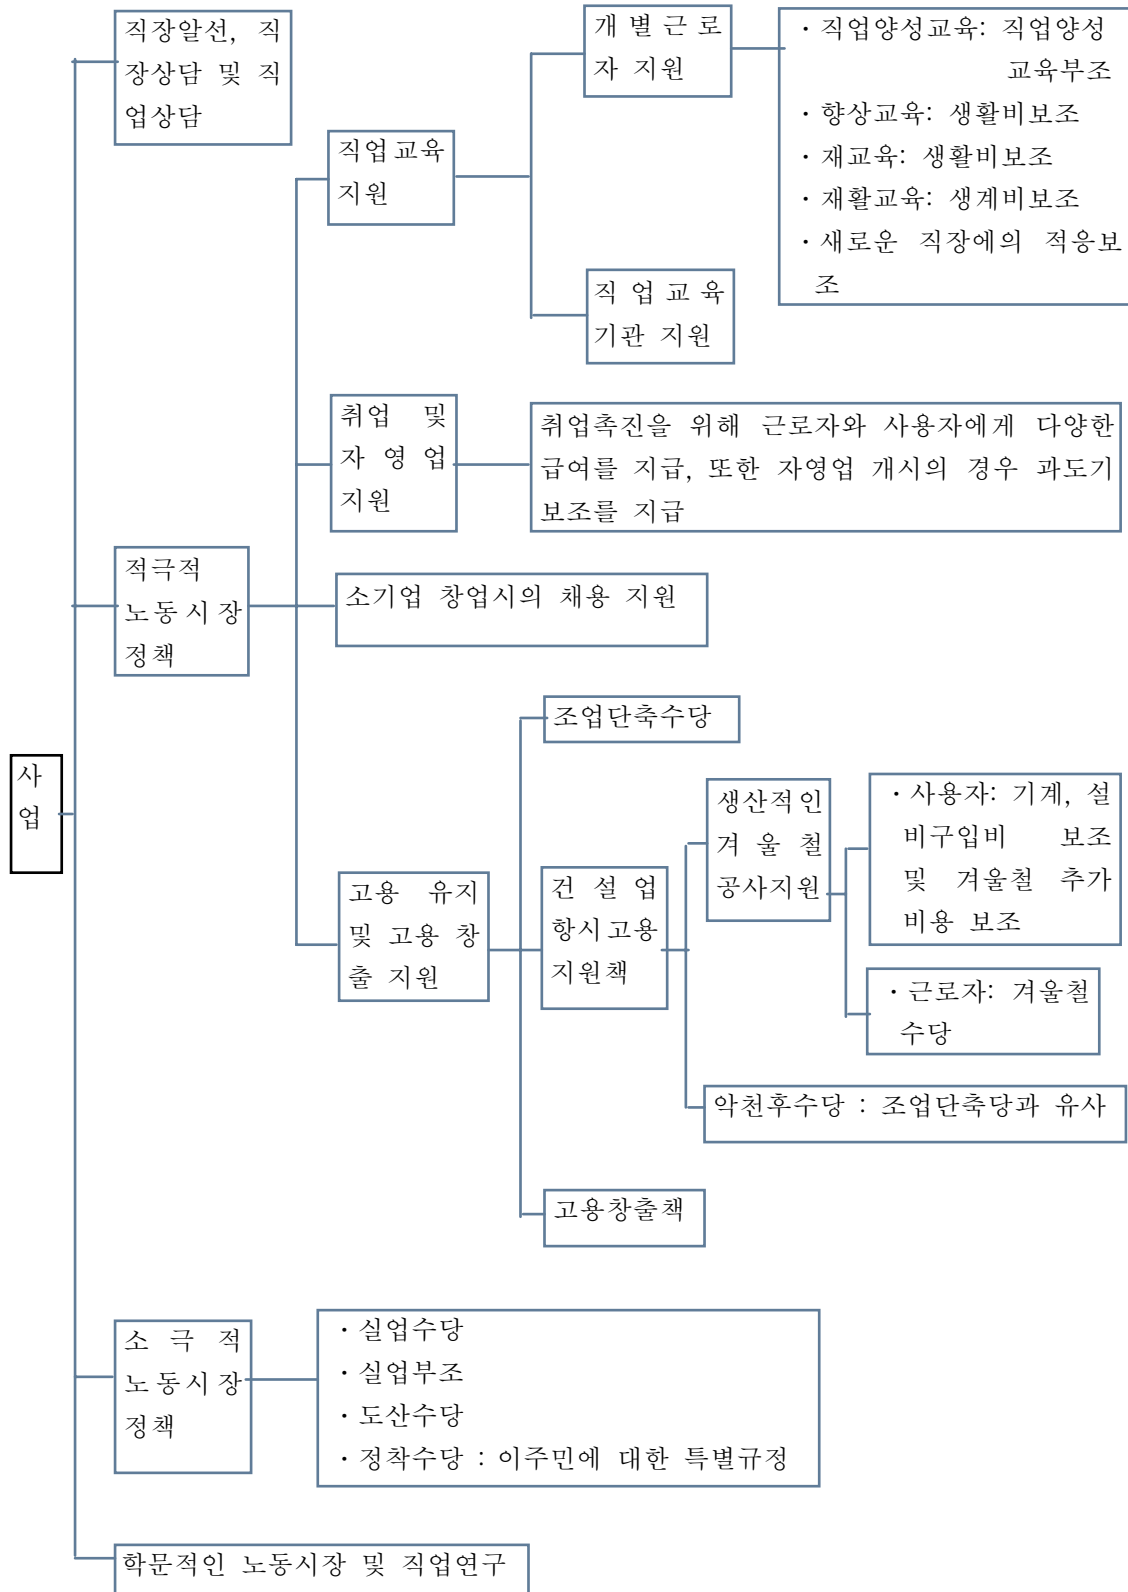 직장알선, 직
장상담 및 직
업상담
개별근로
자 지원
· 직업양성교육: 직업양성
교육부조
· 향상교육: 생활비보조
· 재교육: 생활비보조
· 재활교육: 생계비보조
· 새로운 직장에의 적응보
조
직업교육
지원
직업교육
기관 지원
취업 및
자영업
지원
취업촉진을 위해 근로자와 사용자에게 다양한
급여를 지급, 또한 자영업 개시의 경우 과도기
보조를 지급
적극적
노동시장
정책
소기업 창업시의 채용 지원
조업단축수당
사
업
생산적인
겨울철
공사지원
· 사용자: 기계, 설
비구입비 보조
및 겨울철 추가
비용 보조
고용 유지
및 고용 창
출 지원
건설업
항시고용
지원책
· 근로자: 겨울철
수당
악천후수당 : 조업단축당과 유사
고용창출책
소극적
노동시장
정책
· 실업수당
· 실업부조
· 도산수당
· 정착수당 : 이주민에 대한 특별규정
학문적인 노동시장 및 직업연구